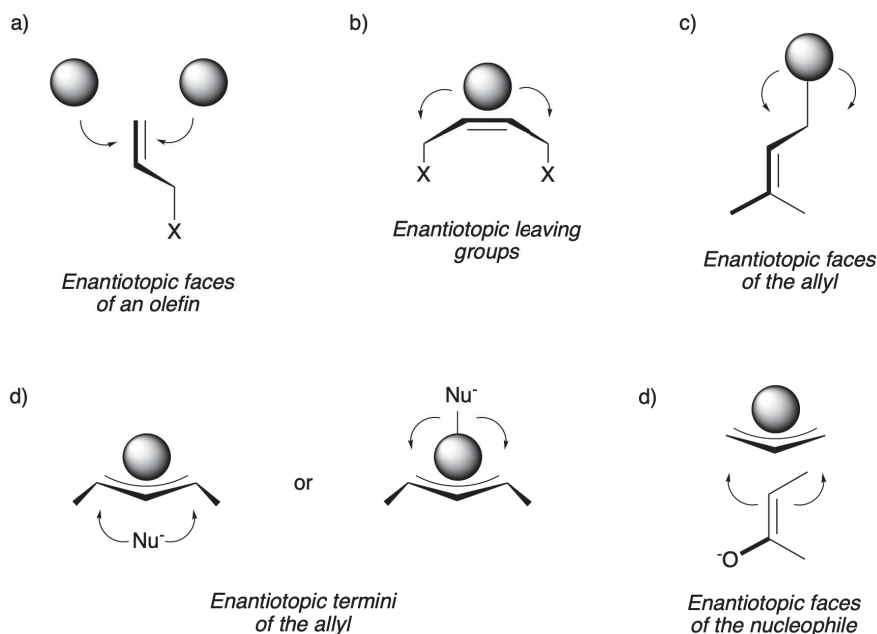 a)
b)
c)
X
X
X
Enantiotopic faces
of an olefin
Enantiotopic leaving
groups
Enantiotopic faces
of the allyl
d)
Nu-
or
Nu-
d)
-O
Enantiotopic termini
of the allyl
Enantiotopic faces
of the nucleophile